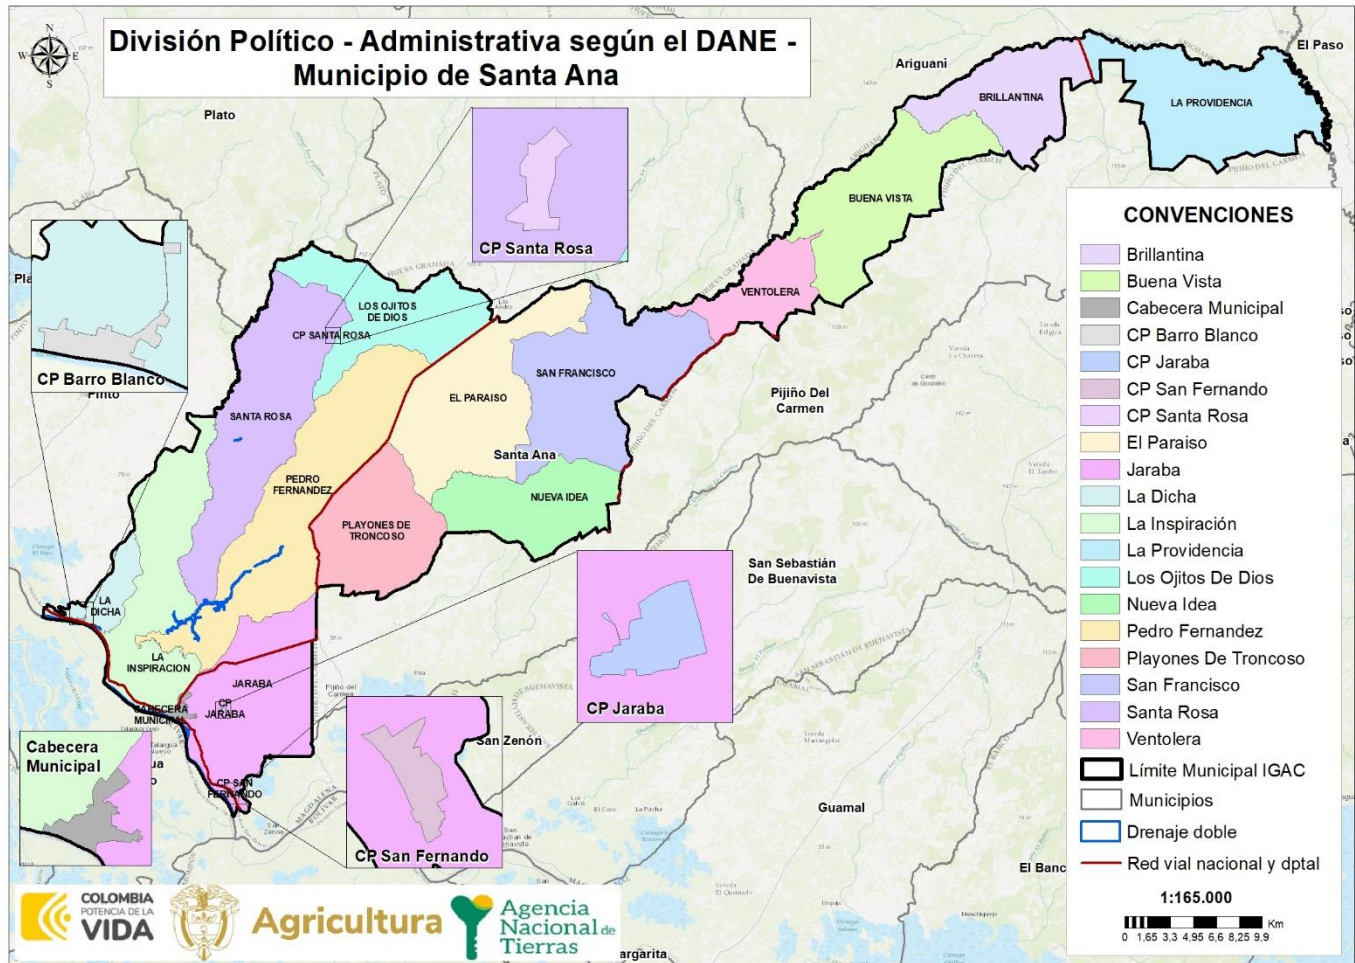 División Político - Administrativa según el DANE -
Municipio de Santa Ana
N
W
E
S
Plato
Ariguaní
El Paso
BRILLANTINA
LA PROVIDENCIA
BUENA VISTA
VENTOLERA
CP Santa Rosa
CP Barro Blanco
Pinto
LOS OJITOS
DE DIOS
CP SANTA ROSA
SANTA ROSA
SAN FRANCISCO
EL PARAISO
Santa Ana
PEDRO
FERNANDEZ
NUEVA IDEA
PLAYONES DE
TRONCOSO
Pijiño Del
Carmen
San Sebastián
De Buenavista
LA
DICHA
LA
INSPIRACION
JARABA
CP
JARABA
CABECERA
MUNICIPAL
CP SAN
FERNANDO
CP Jaraba
Cabecera
Municipal
CP San Fernando
San Zenón
Guamal
El Banc
argarita
CONVENCIONES
Brillantina
Buena Vista
Cabecera Municipal
CP Barro Blanco
CP Jaraba
CP San Fernando
CP Santa Rosa
El Paraiso
Jaraba
La Dicha
La Inspiración
La Providencia
Los Ojitos De Dios
Nueva Idea
Pedro Fernandez
Playones De Troncoso
San Francisco
Santa Rosa
Ventolera
Límite Municipal IGAC
Municipios
Drenaje doble
Red vial nacional y dptal
1:165.000
Km
0 1,65 3,3 4,95 6,6 8,25 9,9
COLOMBIA
POTENCIA DE LA
VIDA
Agricultura
Agencia
Nacional de
Tierras